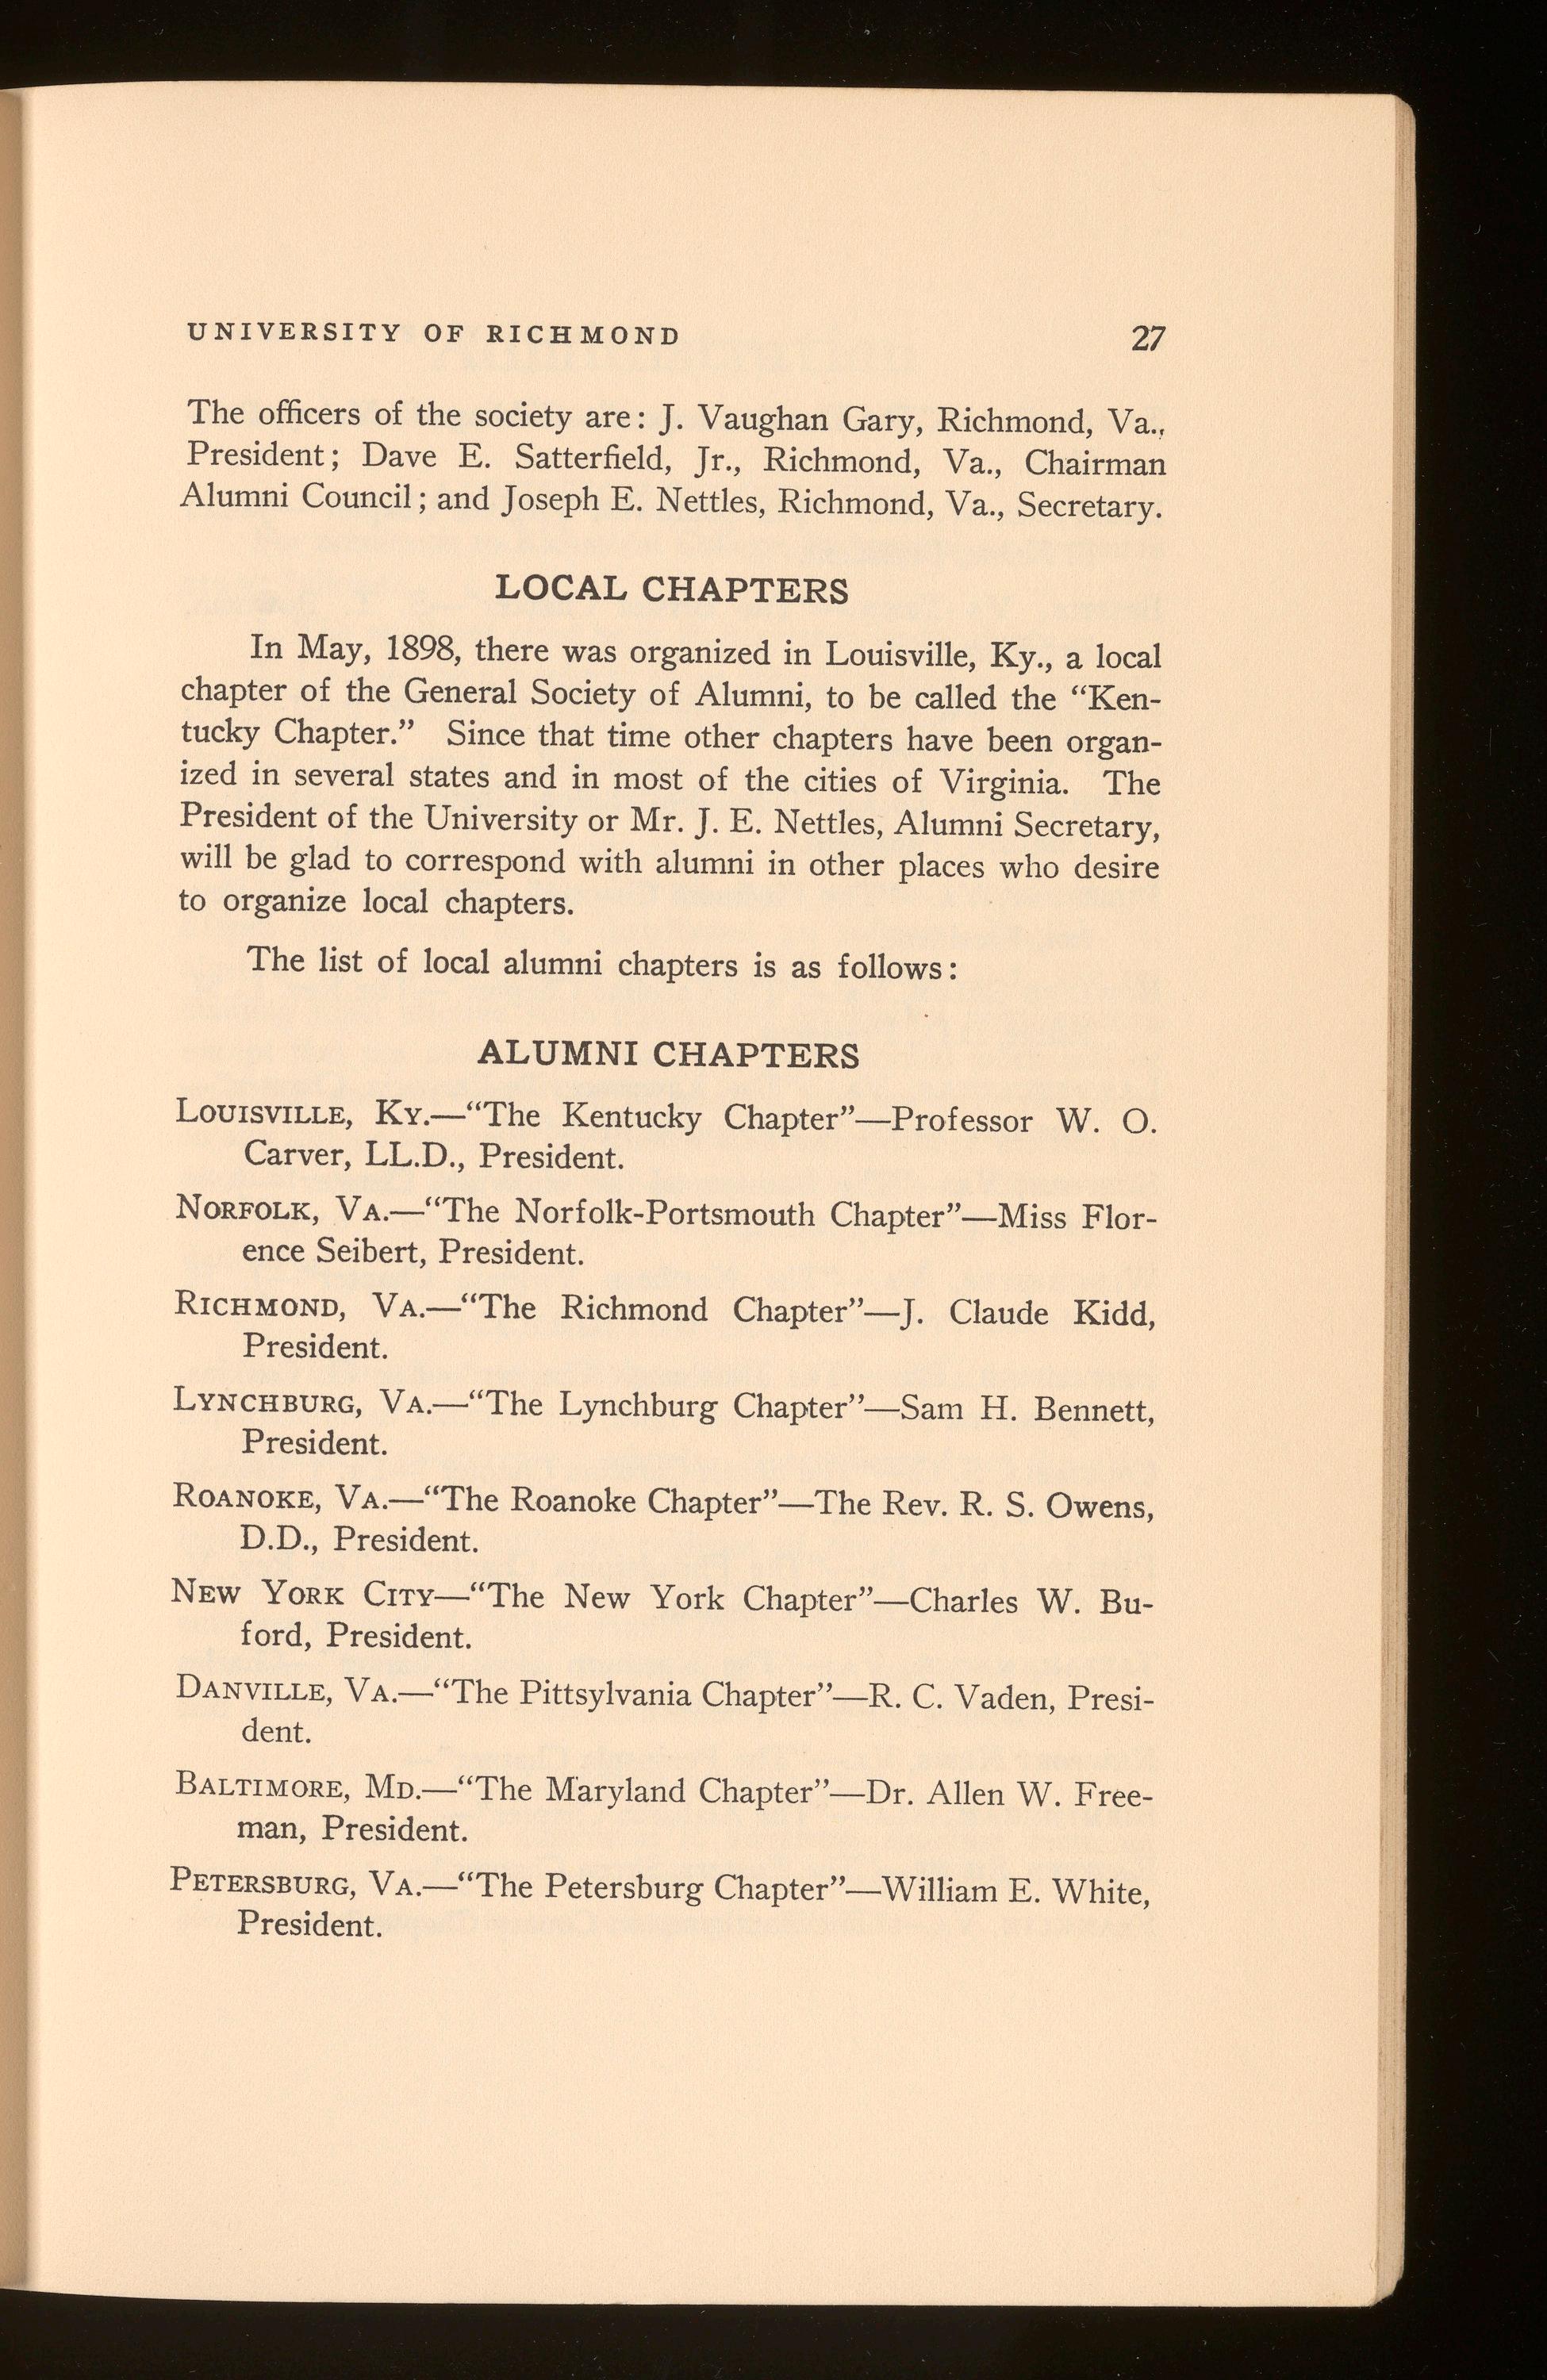 UNIVERSITY OF RICHMOND 27
The officers of the society are: J. Vaughan Gary, Richmond, Va.,
President; Dave E. Satterfield, Jr., Richmond, Va., Chairman
Alumni Council; and Joseph E. Nettles, Richmond, Va., Secretary.
LOCAL CHAPTERS
In May, 1898, there was organized in Louisville, Ky., a local
chapter of the General Society of Alumni, to be called the “Ken-
tucky Chapter.” Since that time other chapters have been organ-
ized in several states and in most of the cities of Virginia. The
President of the University or Mr. J. E. Nettles, Alumni Secretary,
will be glad to correspond with alumni in other places who desire
to organize local chapters.
The list of local alumni chapters is as follows:
ALUMNI CHAPTERS
LOUISVILLE, KY.—“The Kentucky Chapter”—Professor W. O.
Carver, LL.D., President.
NORFOLK, VA.—“The Norfolk-Portsmouth Chapter”—Miss Flor-
ence Seibert, President.
RICHMOND, VA.—“The Richmond Chapter”—J. Claude Kidd,
President.
LYNCHBURG, VA.—“The Lynchburg Chapter”—Sam H. Bennett,
President.
ROANOKE, VA.—“The Roanoke Chapter”—The Rev. R. S. Owens,
D.D., President.
NEW YORK CITY—“The New York Chapter”—Charles W. Bu-
ford, President.
DANVILLE, VA.—“The Pittsylvania Chapter”—R. C. Vaden, Presi-
dent.
BALTIMORE, MD.—“The Maryland Chapter”—Dr. Allen W. Free-
man, President.
PETERSBURG, VA.—“The Petersburg Chapter”—William E. White,
President.